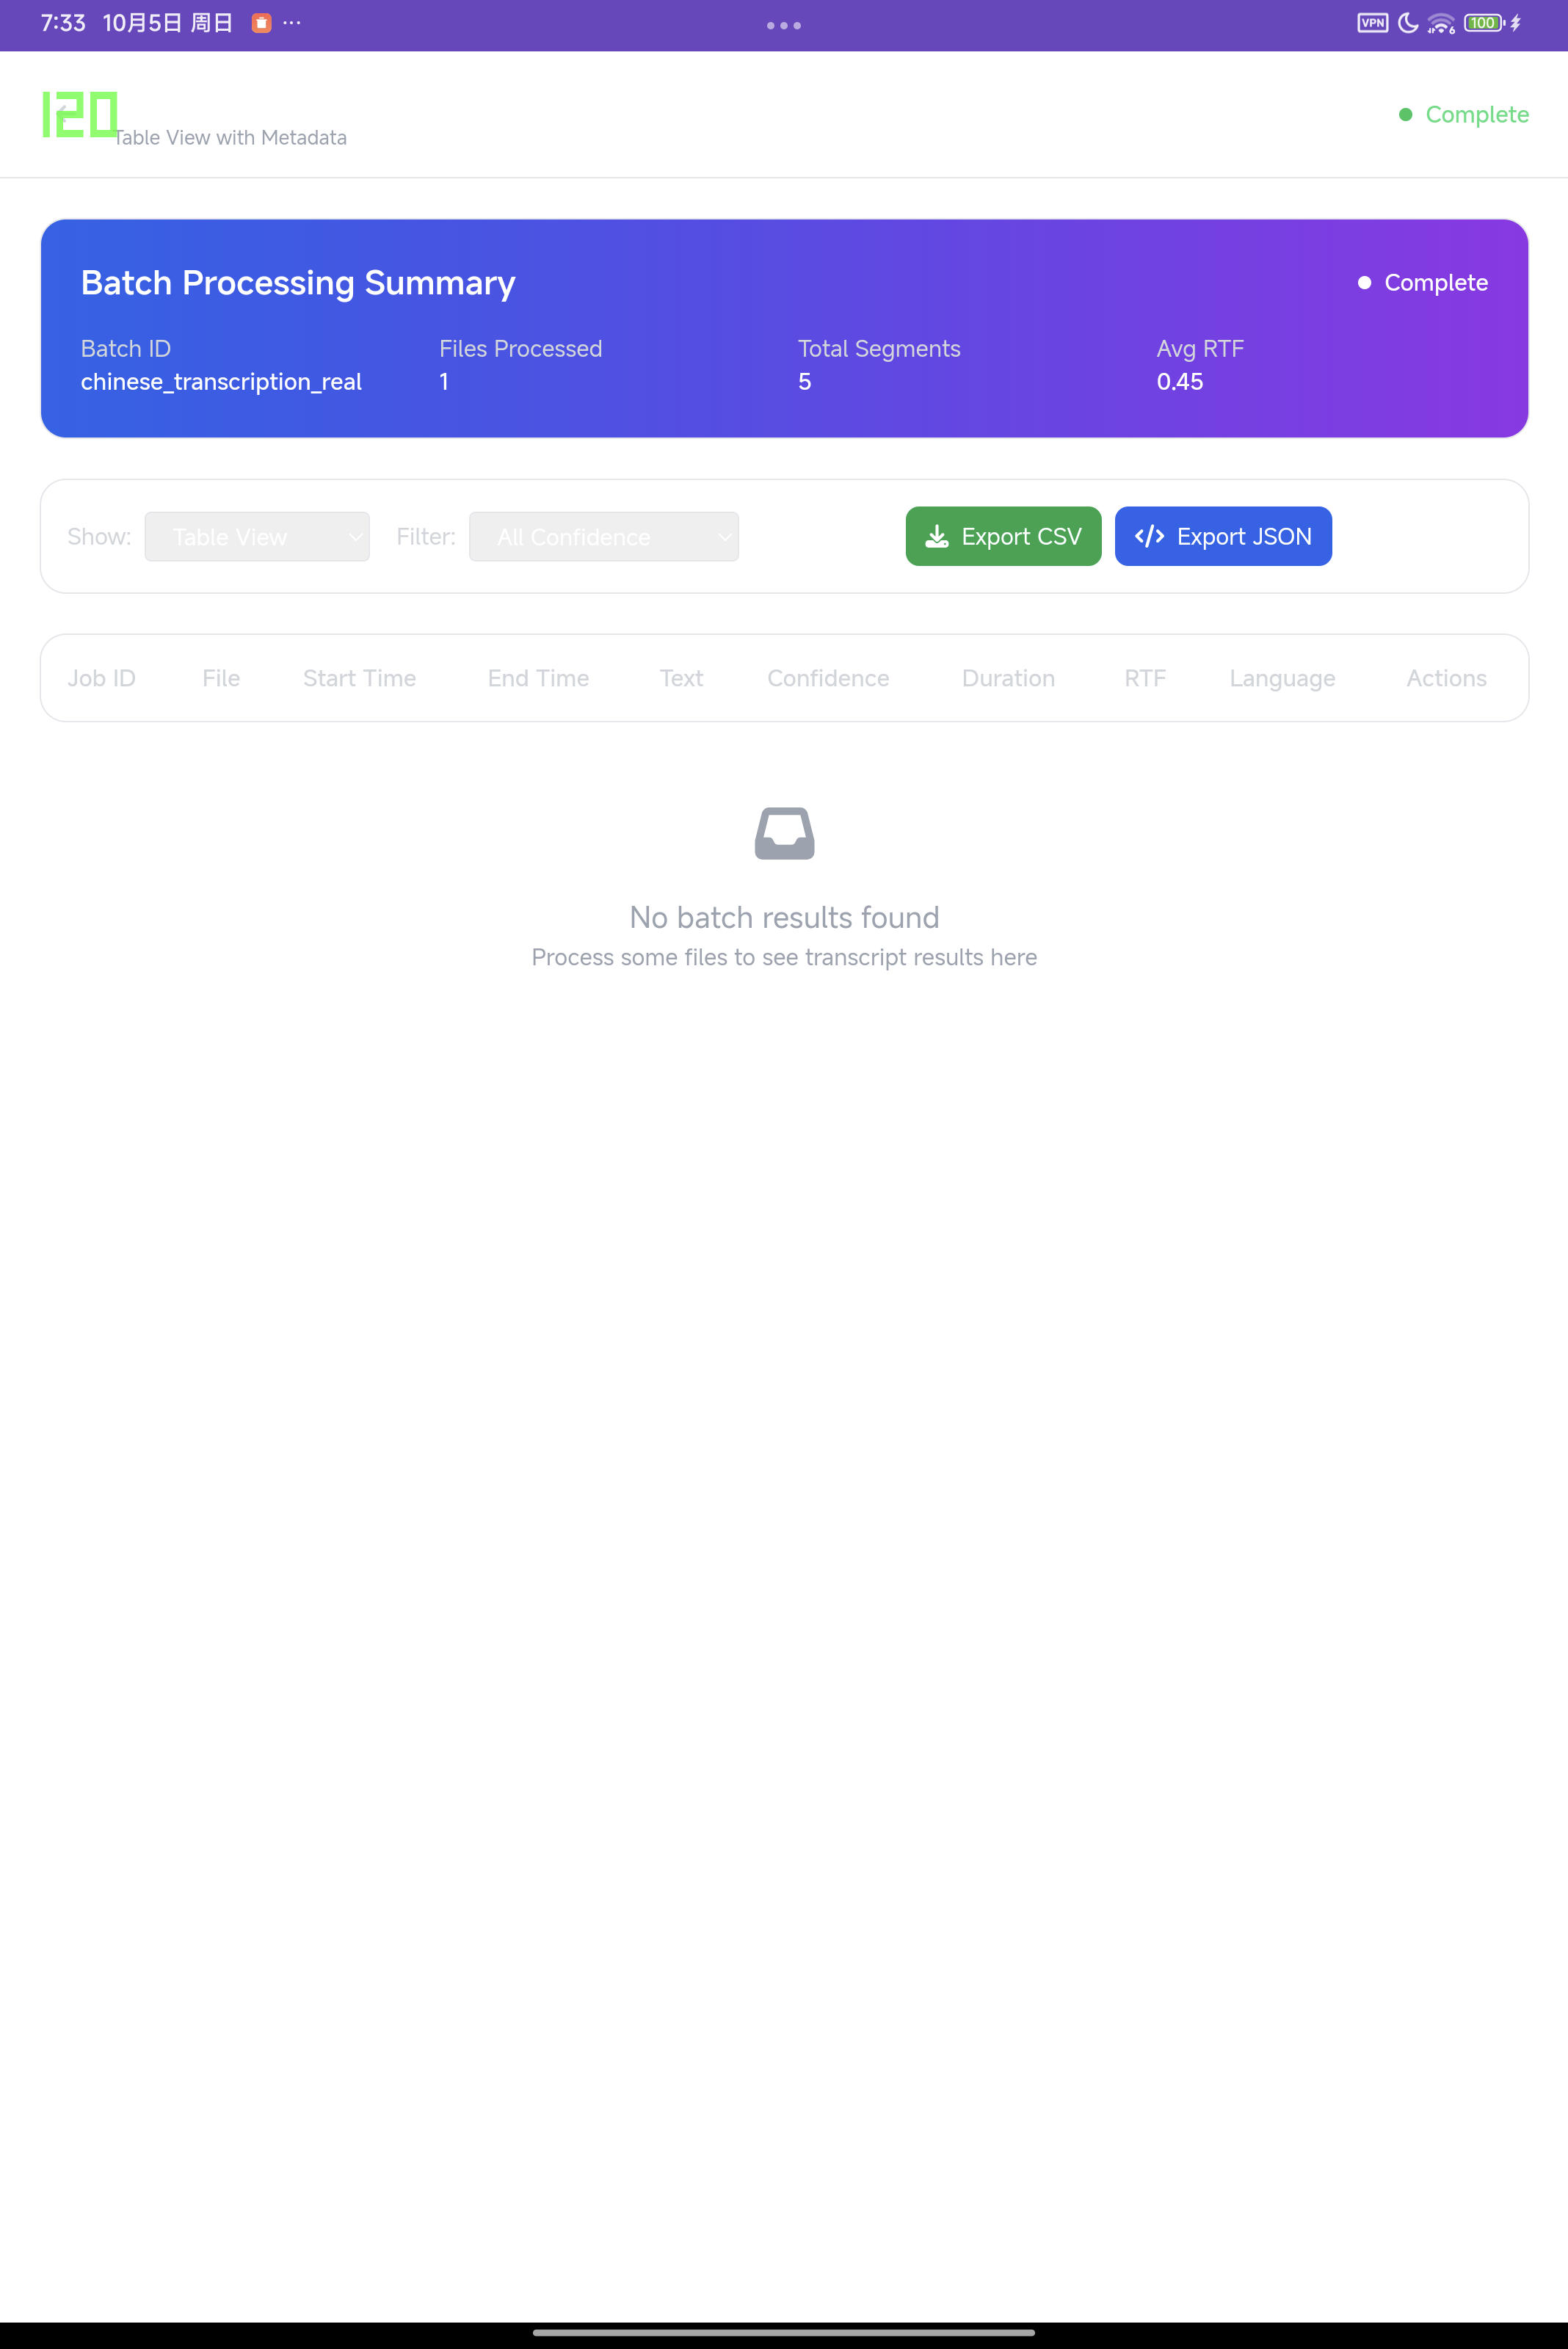 7:33 10月5日 周日 ...
VPN 6 100
120
Table View with Metadata
Complete
Batch Processing Summary
Complete
Batch ID Files Processed Total Segments Avg RTF
chinese_transcription_real 1 5 0.45
Show: Table View Filter: All Confidence Export CSV </> Export JSON
Job ID File Start Time End Time Text Confidence Duration RTF Language Actions
No batch results found
Process some files to see transcript results here